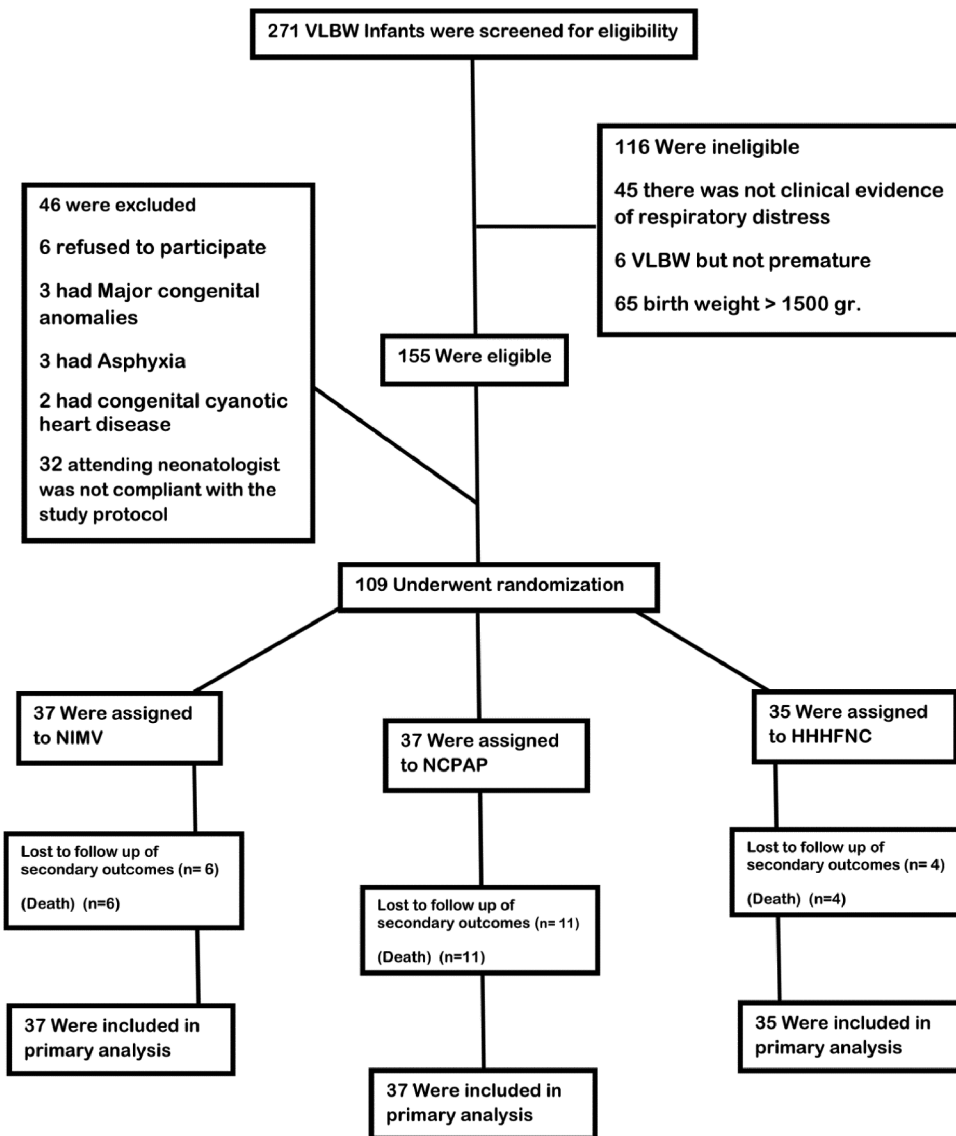 271 VLBW Infants were screened for eligibility
116 Were ineligible
45 there was not clinical evidence
of respiratory distress
6 VLBW but not premature
65 birth weight > 1500 gr.
46 were excluded
6 refused to participate
3 had Major congenital
anomalies
3 had Asphyxia
2 had congenital cyanotic
heart disease
32 attending neonatologist
was not compliant with the
study protocol
155 Were eligible
109 Underwent randomization
37 Were assigned
to NIMV
37 Were assigned
to NCPAP
35 Were assigned
to HHHFNC
Lost to follow up of
secondary outcomes (n= 6)
(Death) (n=6)
Lost to follow up of
secondary outcomes (n= 11)
(Death) (n=11)
Lost to follow up of
secondary outcomes (n= 4)
(Death) (n=4)
37 Were included in
primary analysis
37 Were included in
primary analysis
35 Were included in
primary analysis